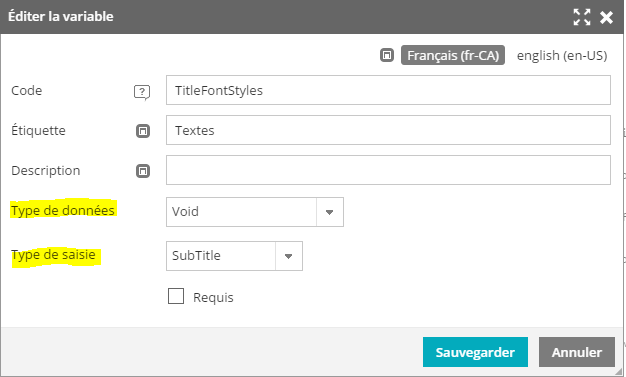 Éditer la variable
Français (fr-CA) english (en-US)
Code ? TitleFontStyles
Étiquette Textes
Description
Type de données Void
Type de saisie SubTitle
Requis
Sauvegarder Annuler